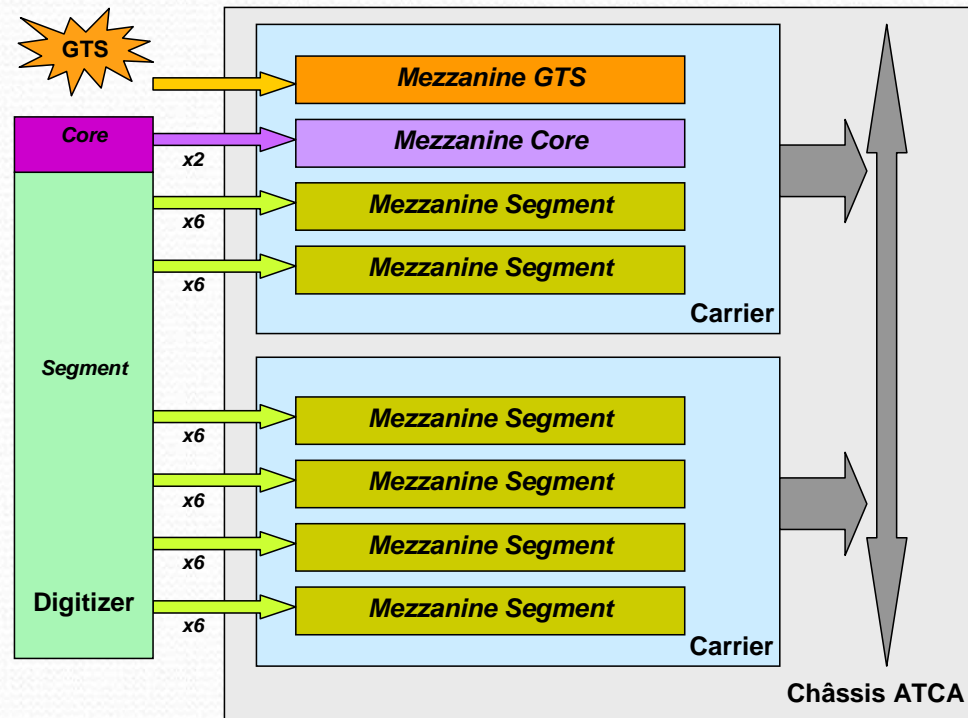 GTS
Mezzanine GTS
Core
x2
Mezzanine Core
x6
Mezzanine Segment
x6
Mezzanine Segment
Carrier
Segment
x6
Mezzanine Segment
x6
Mezzanine Segment
x6
Mezzanine Segment
Digitizer
x6
Mezzanine Segment
Carrier
Châssis ATCA